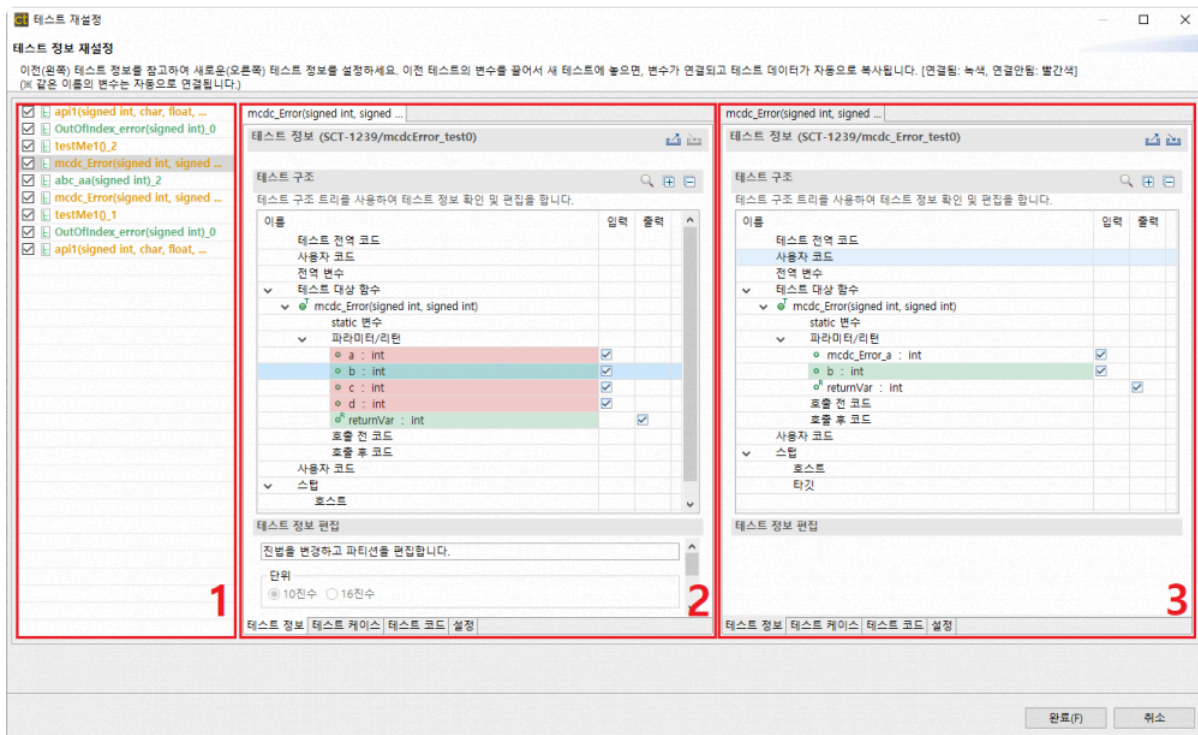 ct 테스트 재설정
테스트 정보 재설정
이전(왼쪽) 테스트 정보를 참고하여 새로운(오른쪽) 테스트 정보를 설정하세요. 이전 테스트의 변수를 끌어서 새 테스트에 놓으면, 변수가 연결되고 테스트 데이터가 자동으로 복사됩니다. [연결됨: 녹색, 연결안됨: 빨간색]
(※ 같은 이름의 변수는 자동으로 연결됩니다.)
api1(signed int, char, float, ...
OutOfIndex_error(signed int)_0
testMe1()_2
mcdc_Error(signed int, signed ...
abc_aa(signed int)_2
mcdc_Error(signed int, signed ...
testMe1()_1
OutOfIndex_error(signed int)_0
api1(signed int, char, float, ...
1
mcdc_Error(signed int, signed ...
테스트 정보 (SCT-1239/mcdcError_test0)
테스트 구조
테스트 구조 트리를 사용하여 테스트 정보 확인 및 편집을 합니다.
이름 입력 출력
테스트 전역 코드
사용자 코드
전역 변수
테스트 대상 함수
mcdc_Error(signed int, signed int)
static 변수
파라미터/리턴
a : int
b : int
c : int
d : int
returnVar : int
호출 전 코드
호출 후 코드
사용자 코드
스텁
호스트
테스트 정보 편집
진법을 변경하고 파티션을 편집합니다.
단위
10진수 16진수
2
테스트 정보 테스트 케이스 테스트 코드 설정
mcdc_Error(signed int, signed ...
테스트 정보 (SCT-1239/mcdc_Error_test0)
테스트 구조
테스트 구조 트리를 사용하여 테스트 정보 확인 및 편집을 합니다.
이름 입력 출력
테스트 전역 코드
사용자 코드
전역 변수
테스트 대상 함수
mcdc_Error(signed int, signed int)
static 변수
파라미터/리턴
mcdc_Error_a : int
b : int
returnVar : int
호출 전 코드
호출 후 코드
사용자 코드
스텁
호스트
타깃
테스트 정보 편집
3
테스트 정보 테스트 케이스 테스트 코드 설정
완료(F) 취소